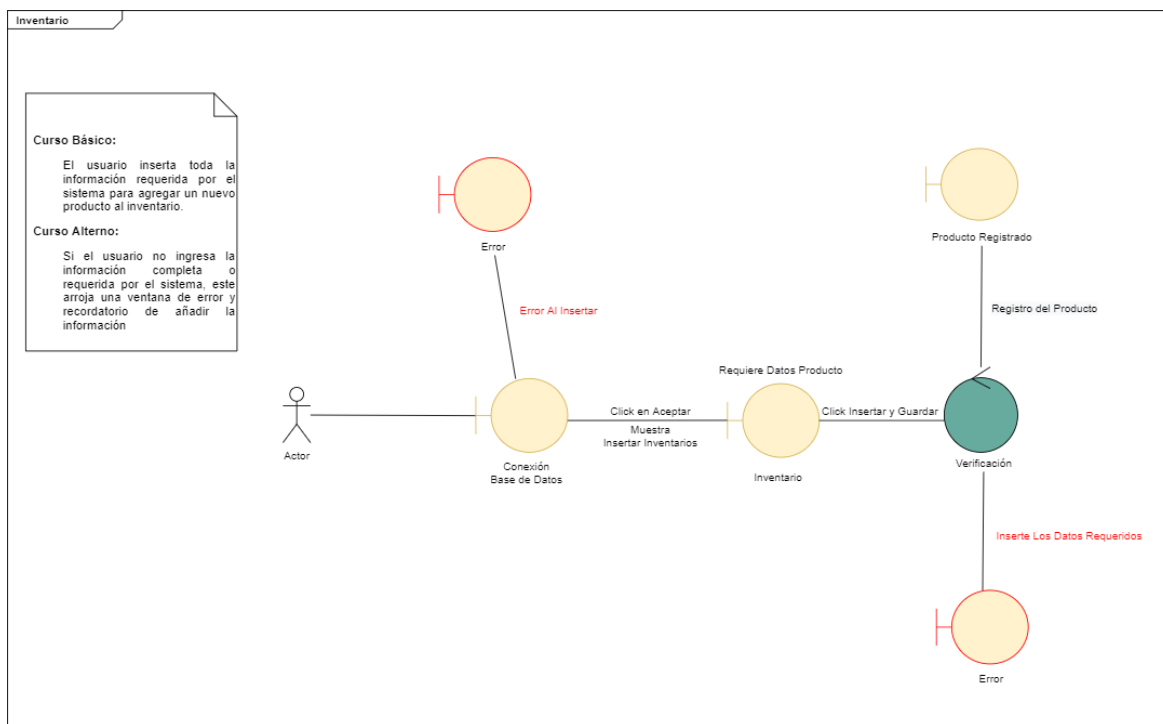 Inventario
Curso Básico:
El usuario inserta toda la
información requerida por el
sistema para agregar un nuevo
producto al inventario.
Curso Alterno:
Si el usuario no ingresa la
información completa o
requerida por el sistema, este
arroja una ventana de error y
recordatorio de añadir la
información
Error
Error Al Insertar
Producto Registrado
Registro del Producto
Actor
Conexión
Base de Datos
Click en Aceptar
Muestra
Insertar Inventarios
Requiere Datos Producto
Inventario
Click Insertar y Guardar
Verificación
Inserte Los Datos Requeridos
Error